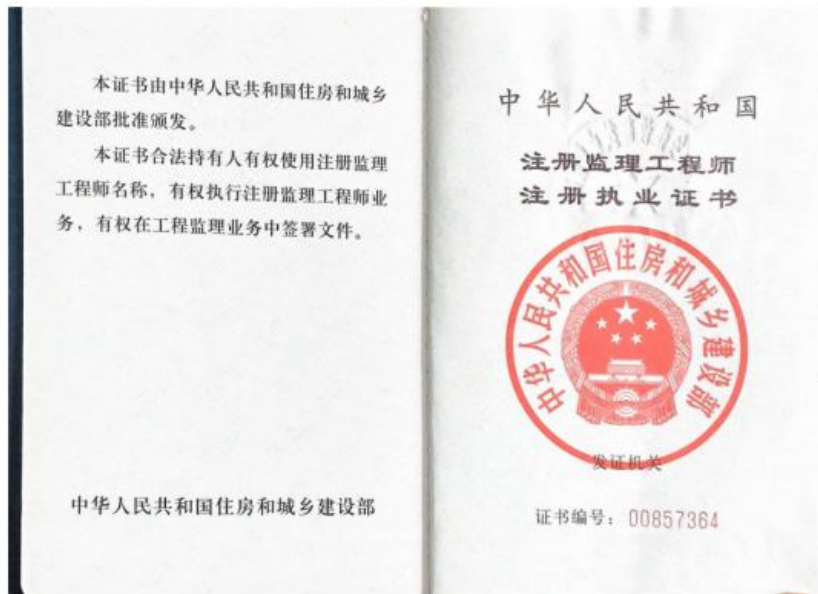 本证书由中华人民共和国住房和城乡
建设部批准颁发。
本证书合法持有人有权使用注册监理
工程师名称，有权执行注册监理工程师业
务，有权在工程监理业务中签署文件。
中华人民共和国住房和城乡建设部
中华人民共和国
注册监理工程师
注册执业证书
中华人民共和国住房和城乡建设部
发证机关
证书编号：00857364